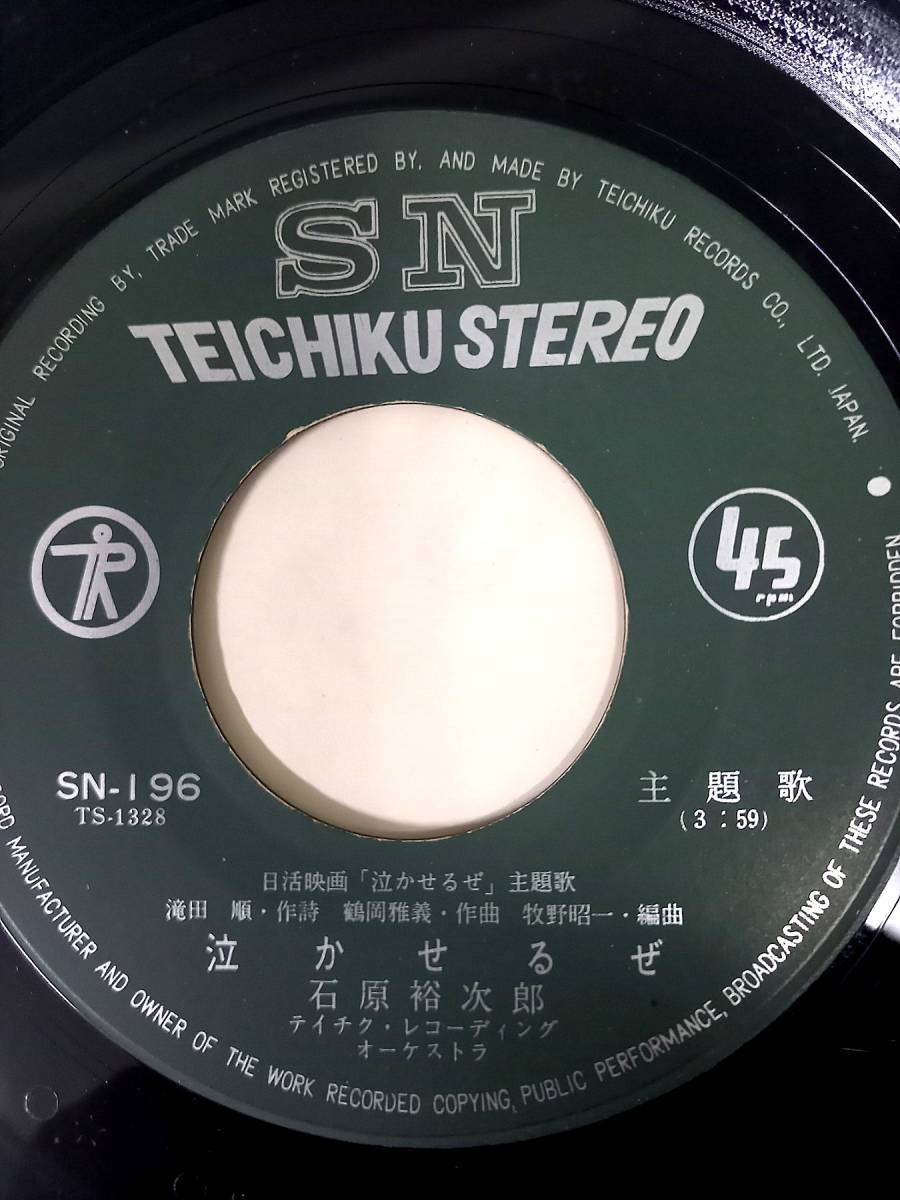 ORIGINAL RECORDING BY, TRADE MARK REGISTERED BY, AND MADE BY TEICHIKU RECORDS CO., LTD. JAPAN.
SN
TEICHIKU STEREO
45
rpm
SN-196
TS-1328
主題歌
(3:59)
日活映画「泣かせるぜ」主題歌
滝田 順・作詩 鶴岡雅義・作曲 牧野昭一・編曲
泣かせるぜ
石原裕次郎
テイチク・レコーディング
オーケストラ
MANUFACTURER AND OWNER OF THE WORK RECORDED COPYING, PUBLIC PERFORMANCE, BROADCASTING OF THESE RECORDS ARE FORBIDDEN